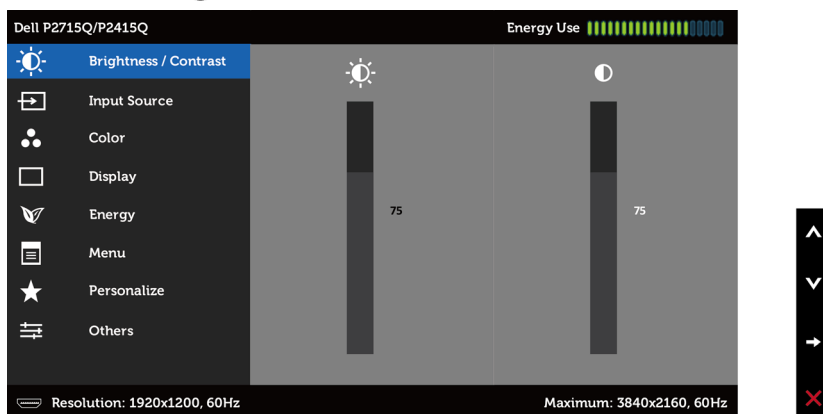 Dell P2715Q/P2415Q
Energy Use
Brightness / Contrast
Input Source
Color
Display
75
75
Energy
Menu
Personalize
Others
Resolution: 1920x1200, 60Hz
Maximum: 3840x2160, 60Hz